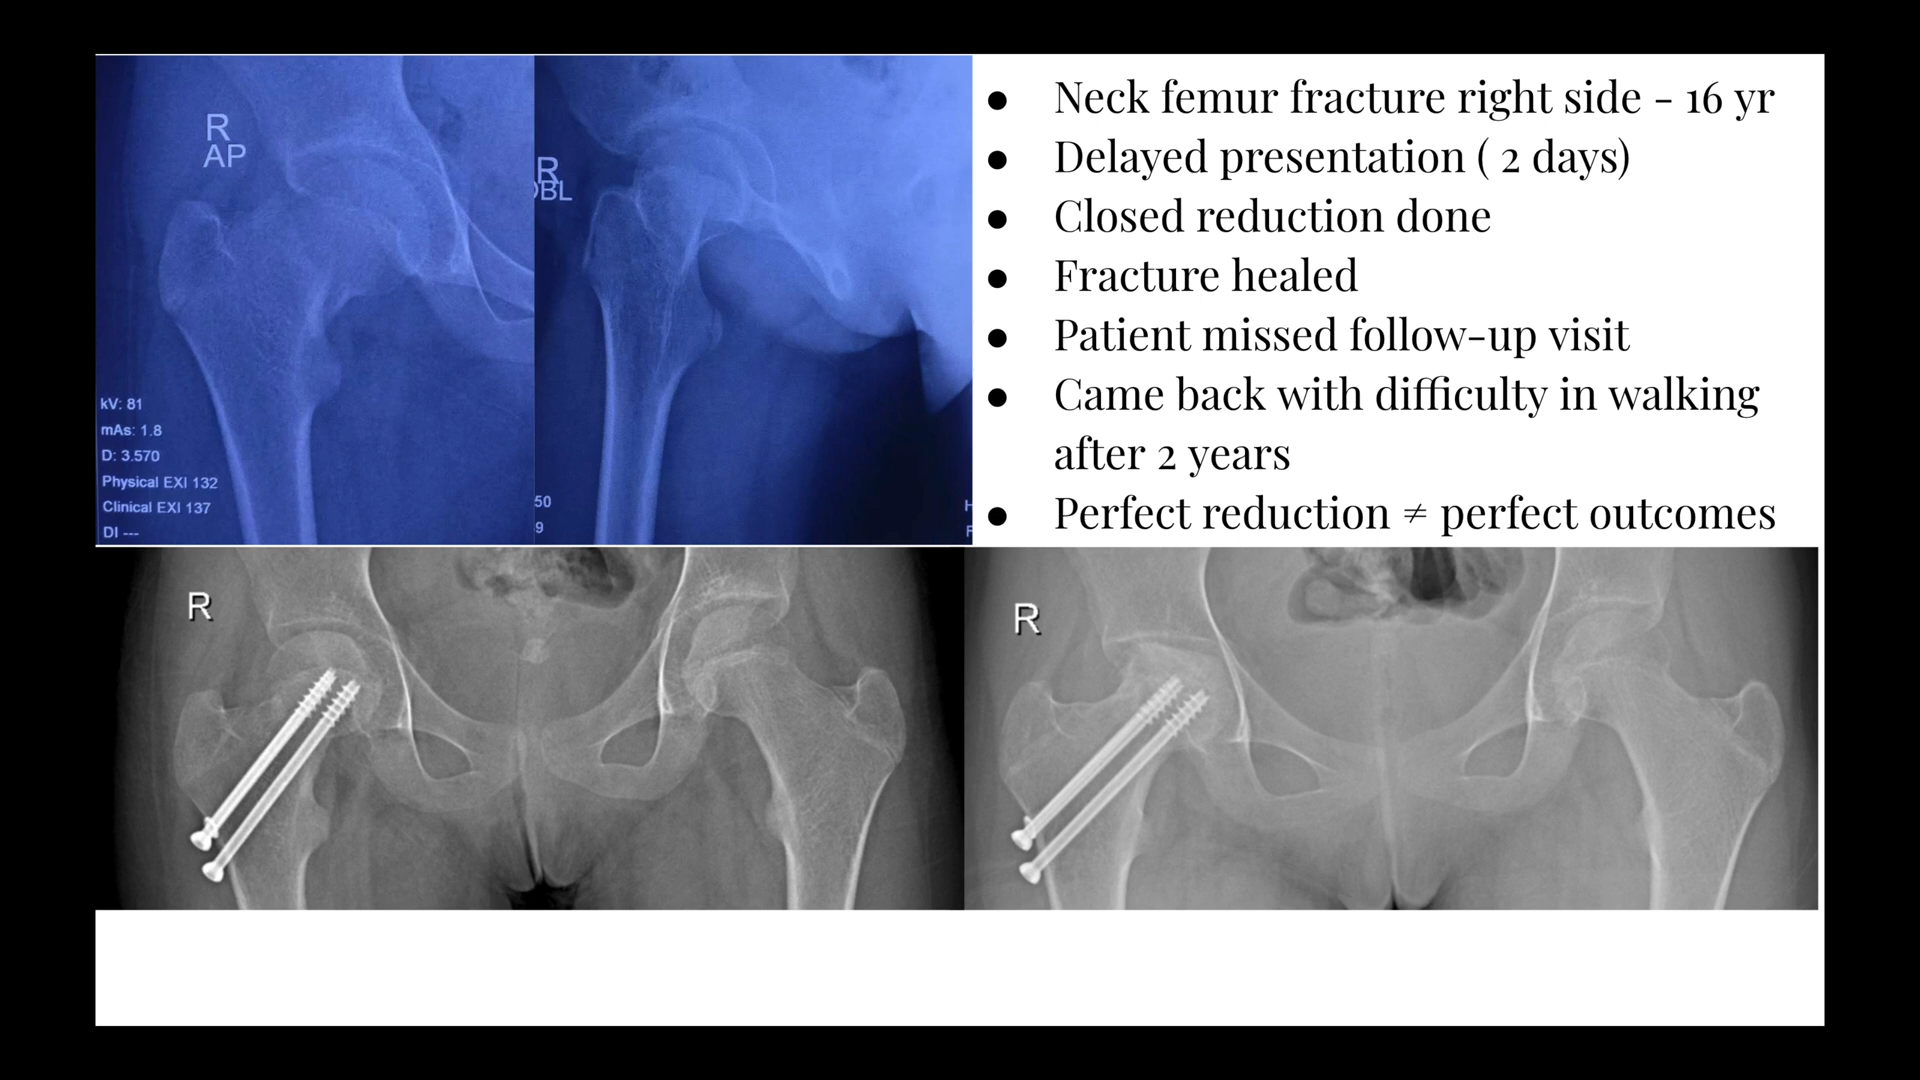 R
AP
kV: 81
mAs: 1.8
D: 3.570
Physical EXI 132
Clinical EXI 137
DI ---
R
OBL
50
9
H
F
● Neck femur fracture right side - 16 yr
● Delayed presentation ( 2 days)
● Closed reduction done
● Fracture healed
● Patient missed follow-up visit
● Came back with difficulty in walking
after 2 years
● Perfect reduction ≠ perfect outcomes
R
R